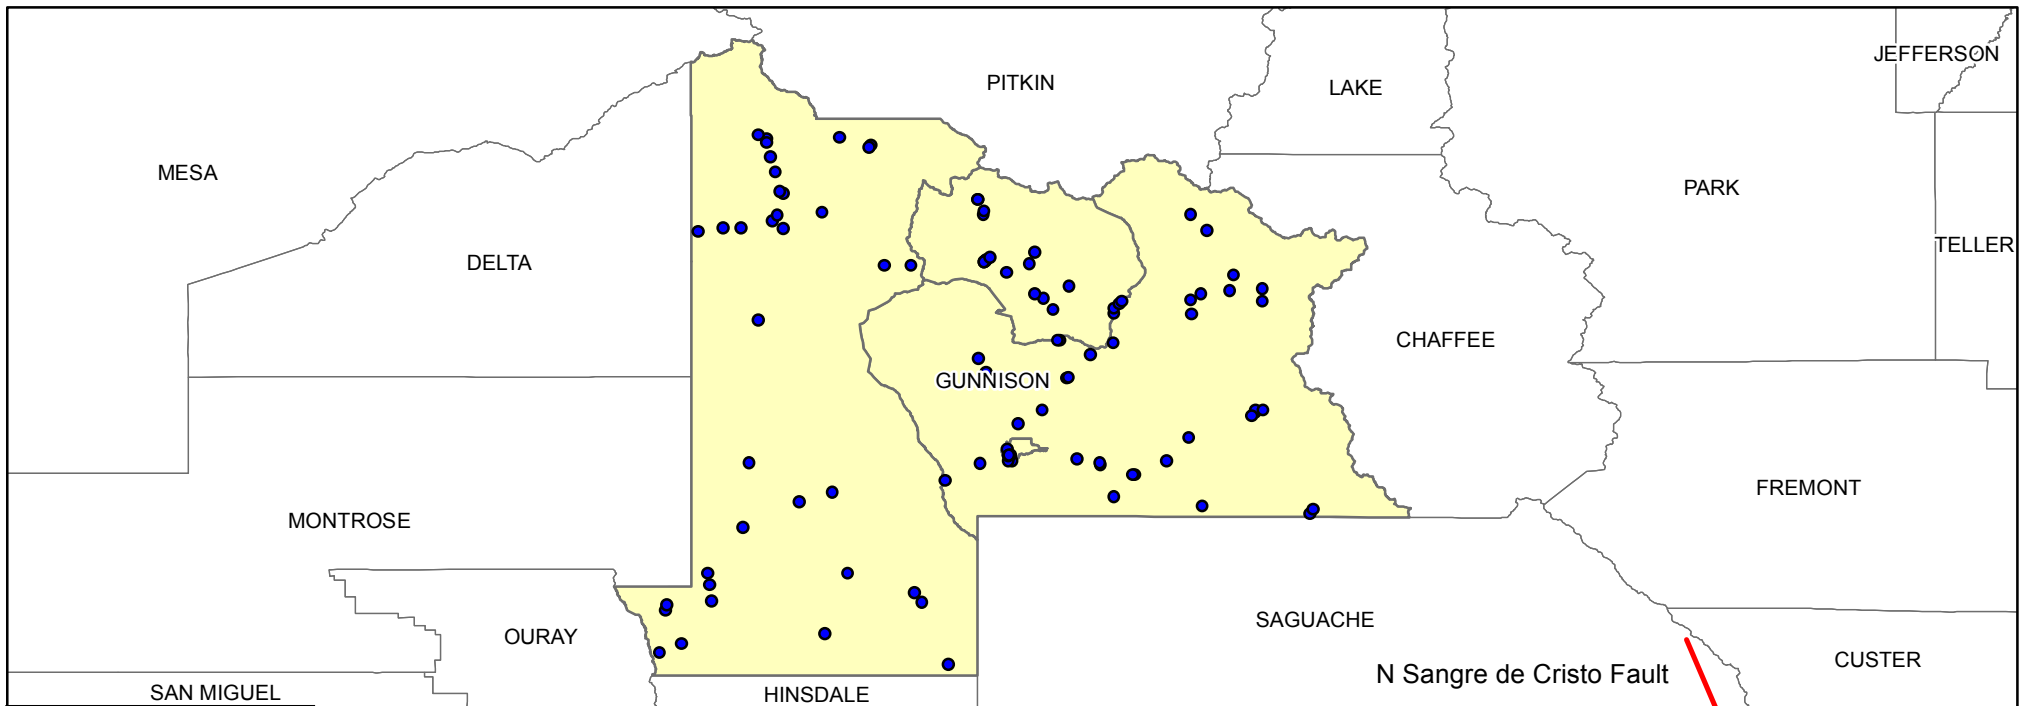 JEFFERSON
PITKIN
LAKE
MESA
PARK
TELLER
DELTA
CHAFFEE
GUNNISON
FREMONT
MONTROSE
SAGUACHE
OURAY
CUSTER
N Sangre de Cristo Fault
SAN MIGUEL
HINSDALE